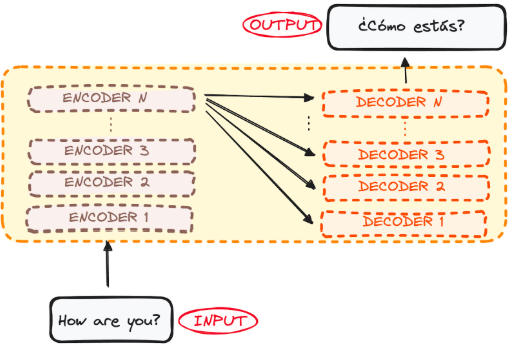 OUTPUT
¿Cómo estás?
ENCODER N
DECODER N
ENCODER 3
DECODER 3
ENCODER 2
DECODER 2
ENCODER 1
DECODER 1
How are you?
INPUT